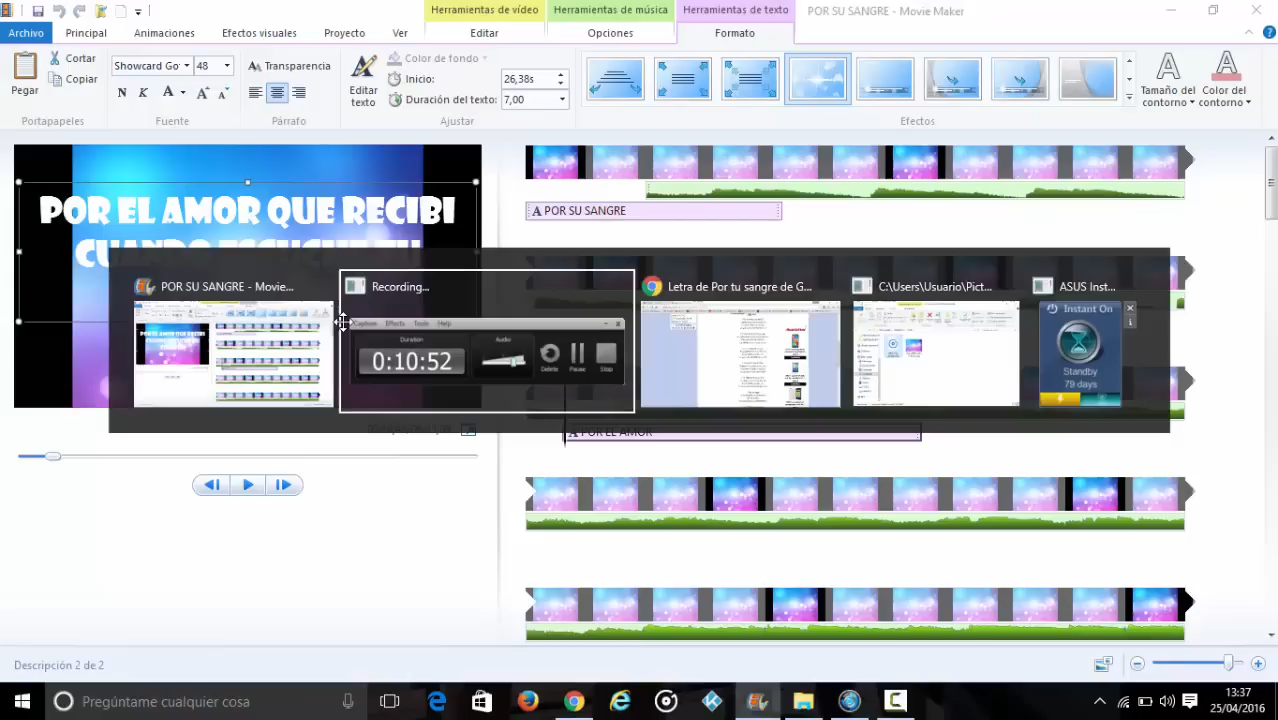 Herramientas de vídeo
Herramientas de música
Herramientas de texto
POR SU SANGRE - Movie Maker
Archivo
Principal
Animaciones
Efectos visuales
Proyecto
Ver
Editar
Opciones
Formato
Pegar
Cortar
Copiar
Portapapeles
Showcard Go
48
N K A A A
Fuente
Transparencia
Párrafo
Editar texto
Color de fondo
Inicio: 26,38s
Duración del texto: 7,00
Ajustar
Efectos
Tamaño del contorno
Color del contorno
POR EL AMOR QUE RECIBI
A POR SU SANGRE
POR SU SANGRE - Movie...
Recording...
Letra de Por tu sangre de G...
C:\Users\Usuario\Pict...
ASUS Inst...
Capture Effects Tools Help
Duration
Audio
0:10:52
Delete Pause Stop
Instant On
Standby
79 days
A POR EL AMOR
Descripción 2 de 2
Pregúntame cualquier cosa
13:37
25/04/2016